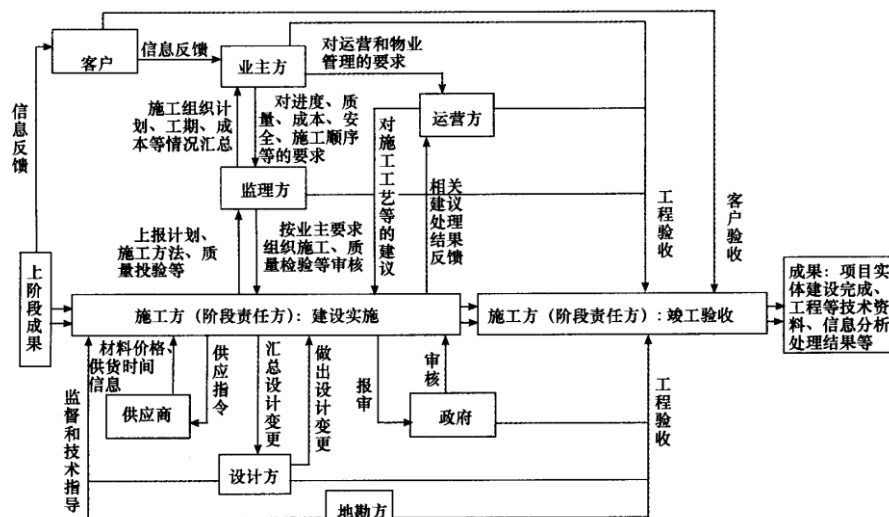 客户
信息反馈
业主方
对运营和物业
管理的要求
运营方
信息反馈
施工组织计
划、工期、成
本等情况汇总
对进度、质
量、成本、安
全、施工顺序
等的要求
监理方
对施工工艺等的建议
相关建议处理结果反馈
工程验收
客户验收
上报计划、
施工方法、质
量投验等
按业主要求
组织施工、质
量检验等审核
上阶段成果
施工方（阶段责任方）：建设实施
施工方（阶段责任方）：竣工验收
成果：项目实
体建设完成、
工程等技术资
料、信息分析
处理结果等
材料价格、
供货时间
信息
供应指令
汇总设计变更
做出设计变更
报审
审核
工程验收
供应商
政府
监督和技术指导
设计方
地勘方